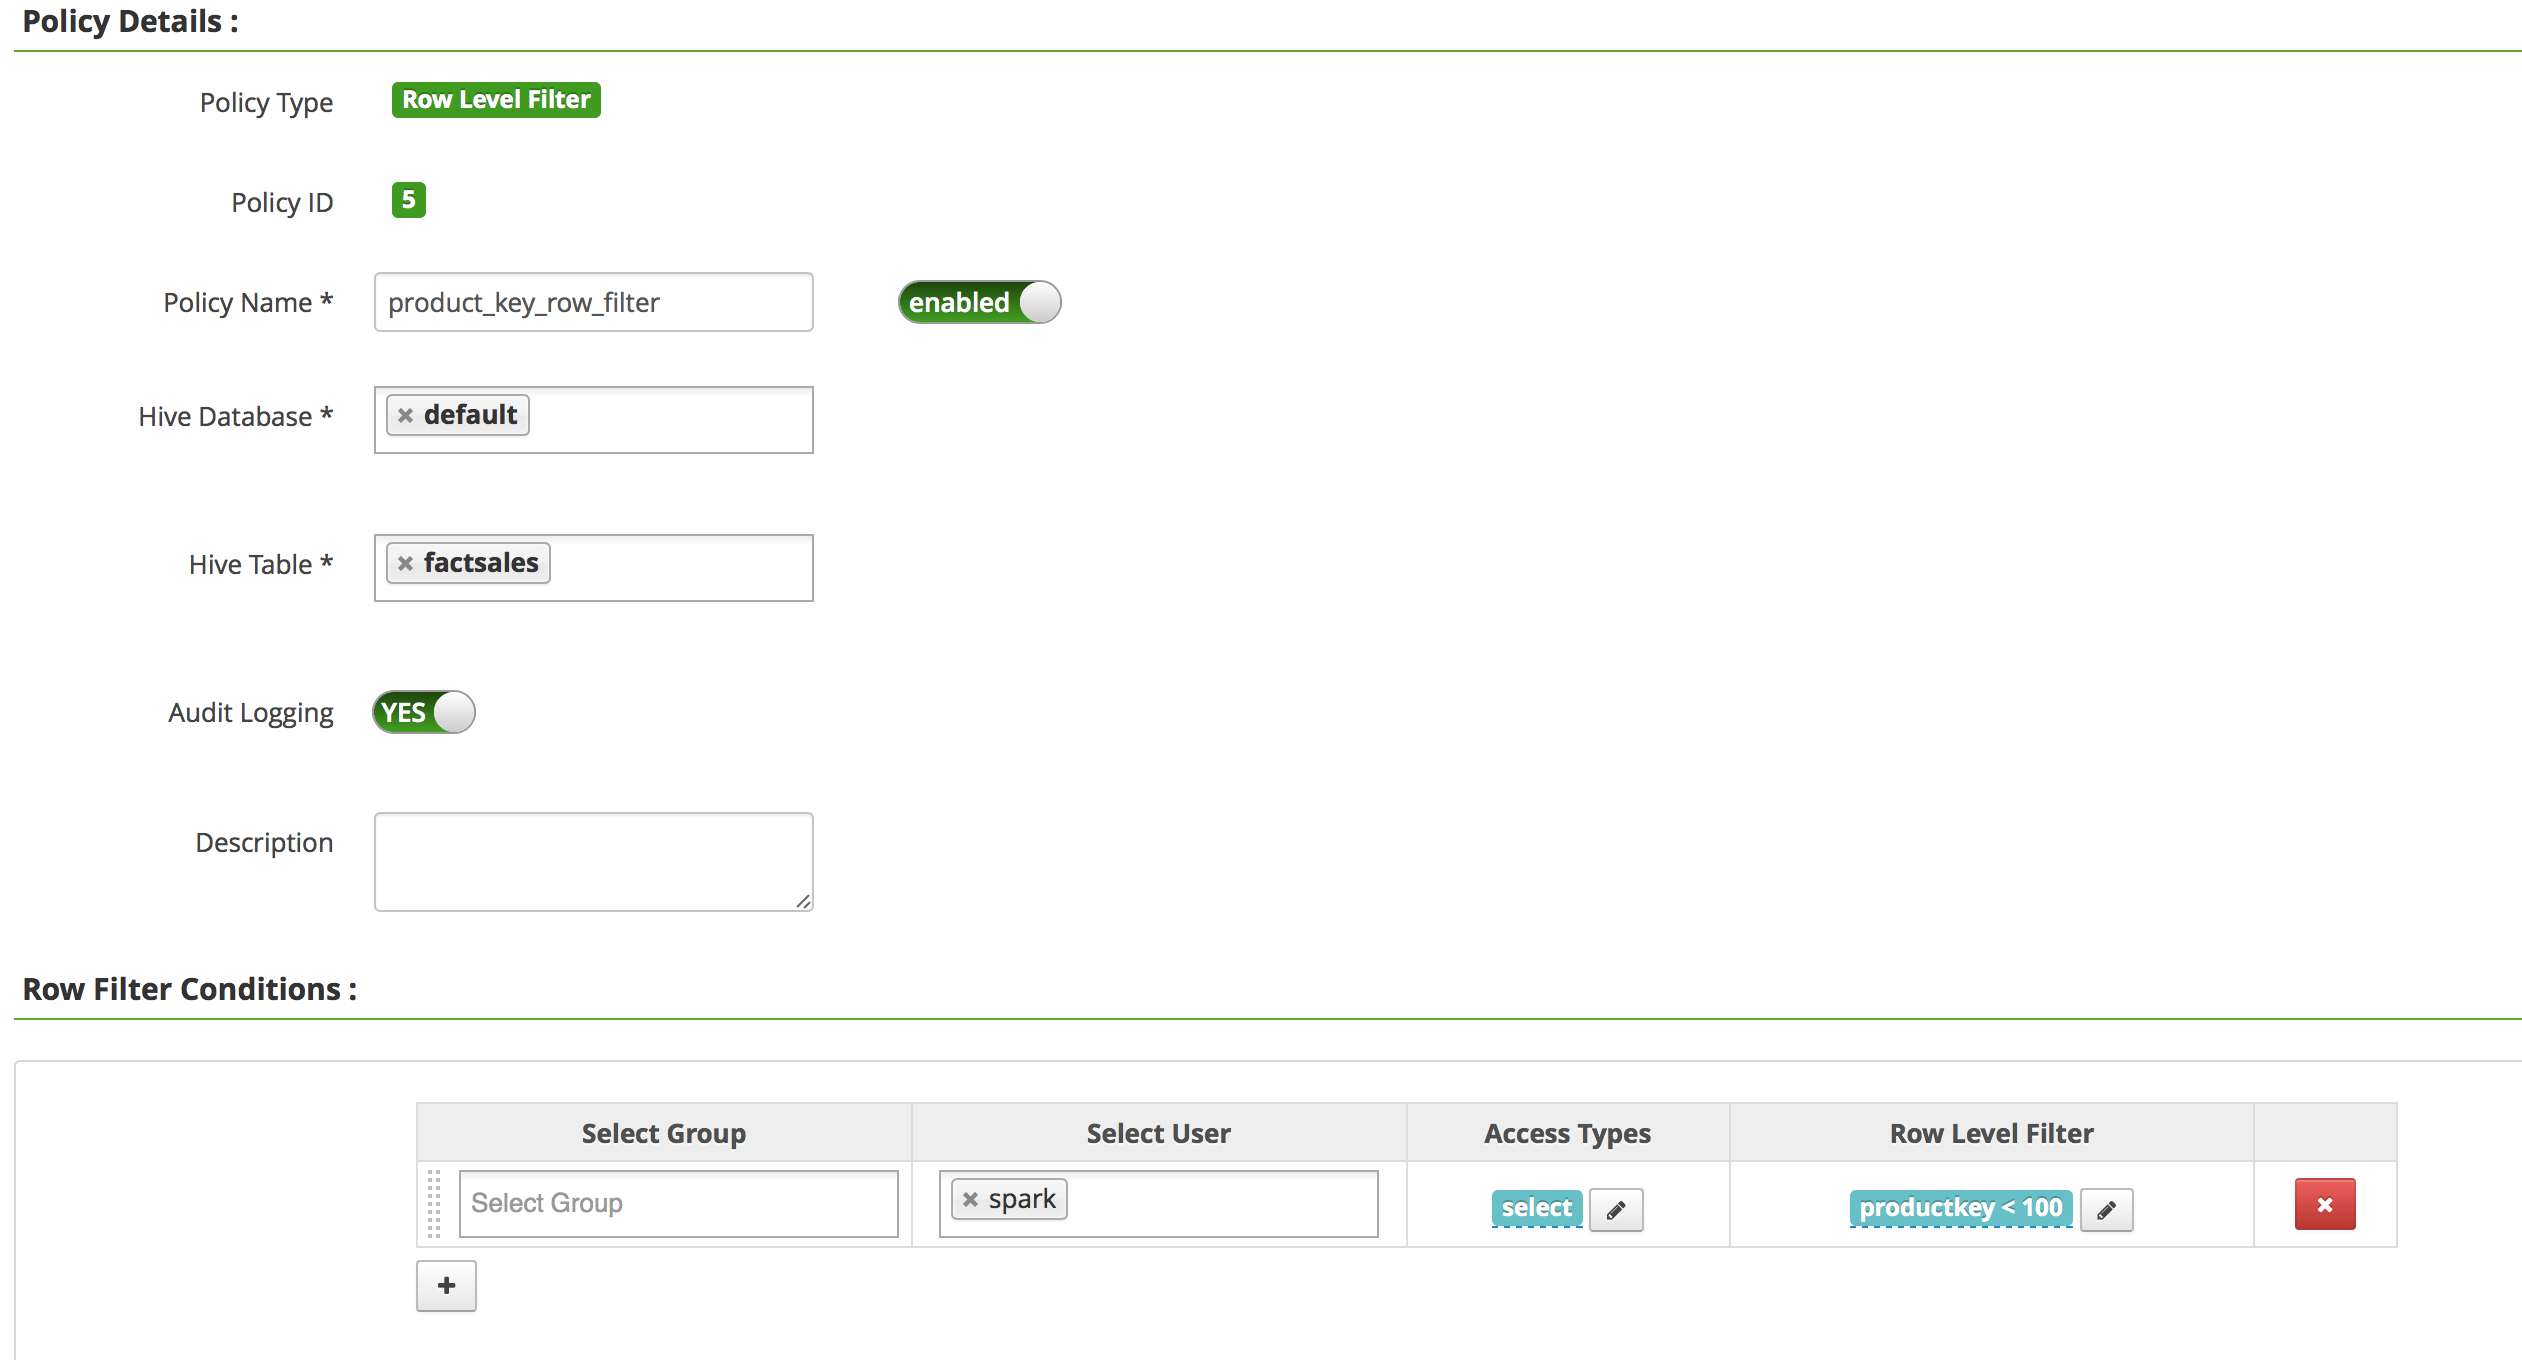 Policy Details :
Policy Type Row Level Filter
Policy ID 5
Policy Name * product_key_row_filter enabled
Hive Database * default
Hive Table * factsales
Audit Logging YES
Description
Row Filter Conditions :
Select Group Select User Access Types Row Level Filter
Select Group spark select productkey < 100